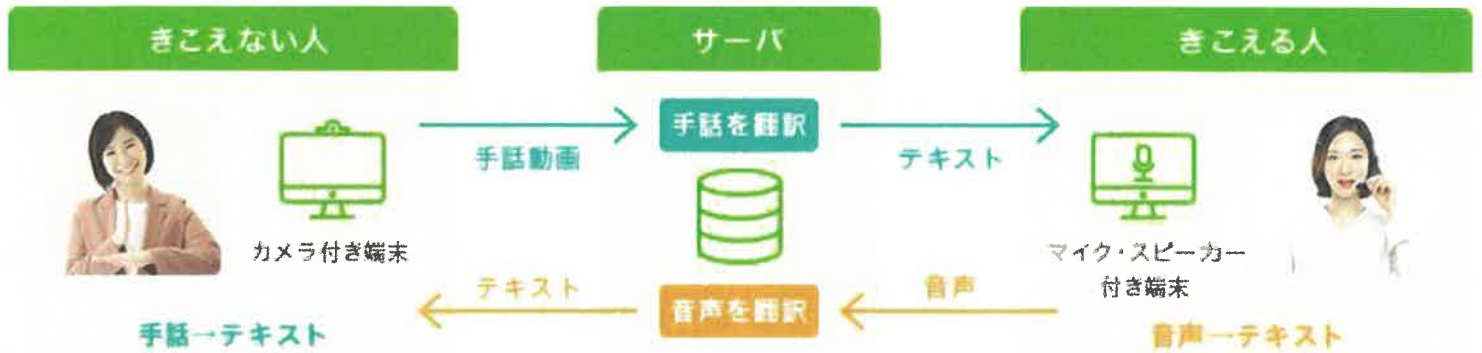 きこえない人
サーバ
きこえる人
手話動画
手話を翻訳
テキスト
カメラ付き端末
マイク・スピーカー
付き端末
テキスト
音声を翻訳
音声
手話→テキスト
音声→テキスト